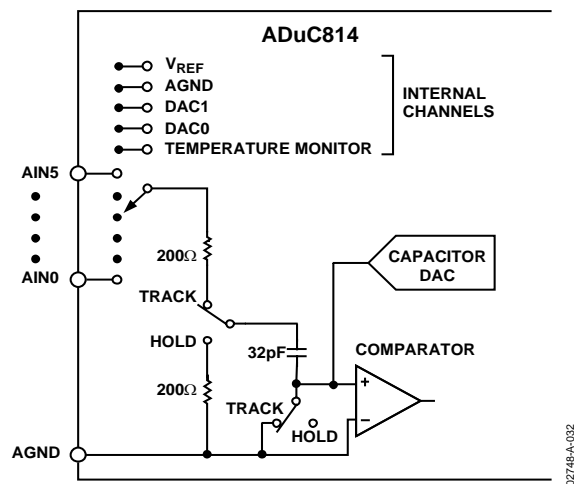 ADuC814
VREF
AGND
DAC1
DAC0
TEMPERATURE MONITOR
INTERNAL
CHANNELS
AIN5
AIN0
200Ω
CAPACITOR
DAC
TRACK
HOLD
32pF
COMPARATOR
+
–
200Ω
TRACK
HOLD
AGND
02748-A-032